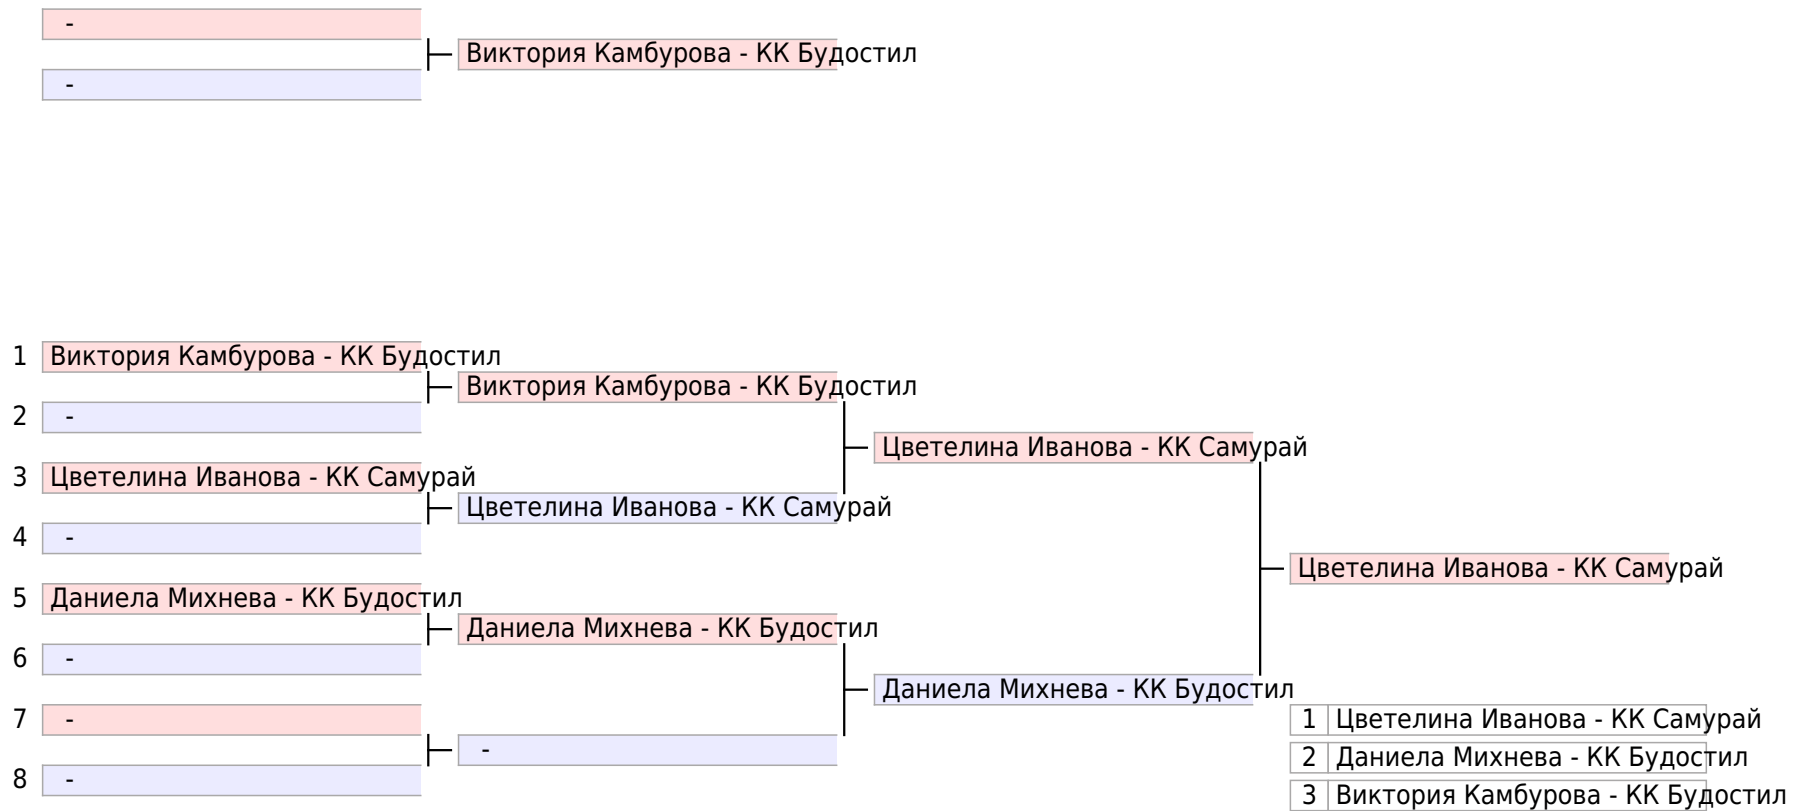 -
Виктория Камбурова - КК Будостил
-
1 Виктория Камбурова - КК Будостил
Виктория Камбурова - КК Будостил
2 -
Цветелина Иванова - КК Самурай
3 Цветелина Иванова - КК Самурай
Цветелина Иванова - КК Самурай
4 -
Цветелина Иванова - КК Самурай
5 Даниела Михнева - КК Будостил
Даниела Михнева - КК Будостил
6 -
Даниела Михнева - КК Будостил
7 -
-
8 -
1 Цветелина Иванова - КК Самурай
2 Даниела Михнева - КК Будостил
3 Виктория Камбурова - КК Будостил